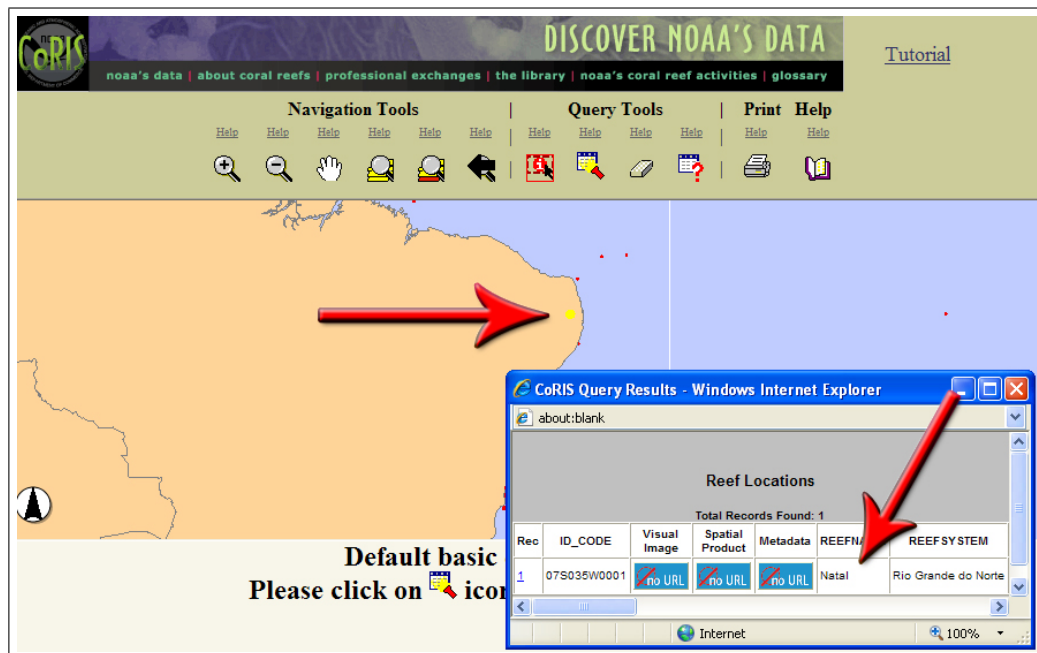 CoRIS
DISCOVER NOAA'S DATA
noaa's data | about coral reefs | professional exchanges | the library | noaa's coral reef activities | glossary
Tutorial
Navigation Tools | Query Tools | Print Help
Help Help Help Help Help Help | Help Help Help Help | Help Help
CoRIS Query Results - Windows Internet Explorer
about:blank
Reef Locations
Total Records Found: 1
Rec ID_CODE Visual Image Spatial Product Metadata REEFNA REEFSYSTEM
1 07S035W0001 no URL no URL no URL Natal Rio Grande do Norte
Internet 100%
Default basic
Please click on icon